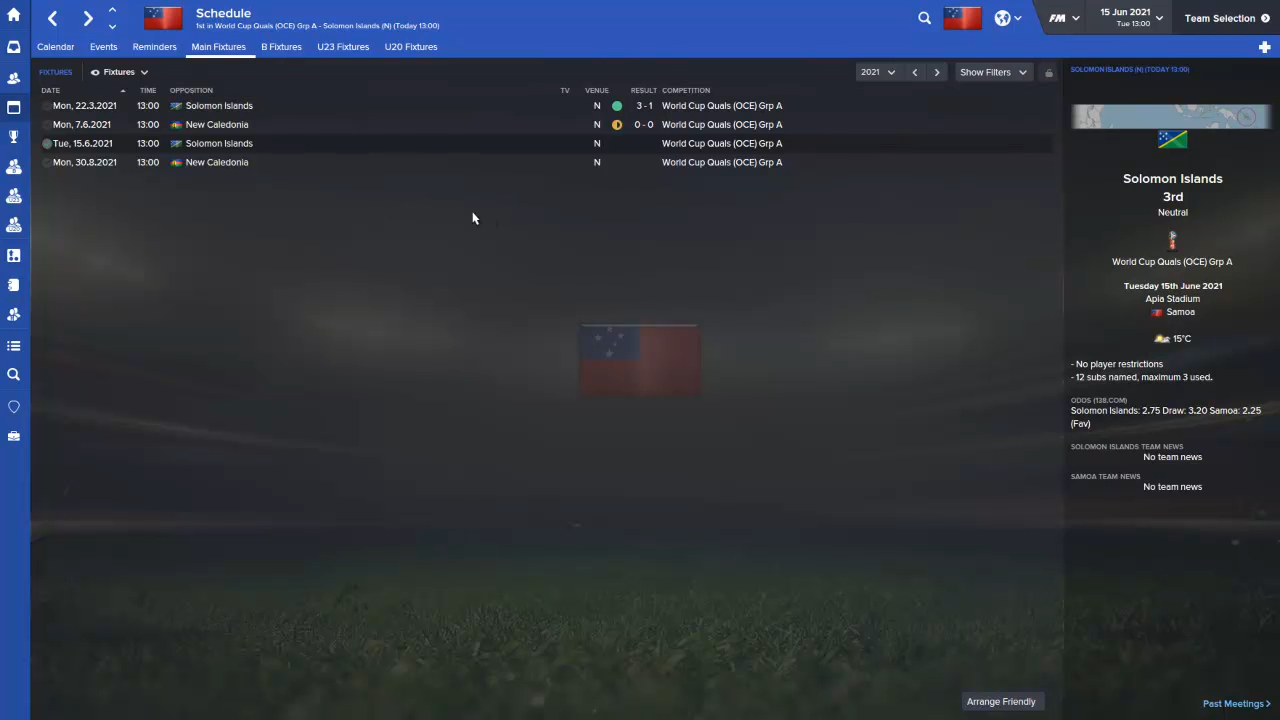 Schedule
1st in World Cup Quals (OCE) Grp A - Solomon Islands (N) (Today 13:00)
FM
15 Jun 2021
Tue 13:00
Team Selection
Calendar Events Reminders Main Fixtures B Fixtures U23 Fixtures U20 Fixtures
FIXTURES Fixtures 2021 Show Filters
DATE TIME OPPOSITION TV VENUE RESULT COMPETITION
Mon, 22.3.2021 13:00 Solomon Islands N 3 - 1 World Cup Quals (OCE) Grp A
Mon, 7.6.2021 13:00 New Caledonia N 0 - 0 World Cup Quals (OCE) Grp A
Tue, 15.6.2021 13:00 Solomon Islands N World Cup Quals (OCE) Grp A
Mon, 30.8.2021 13:00 New Caledonia N World Cup Quals (OCE) Grp A
Arrange Friendly
SOLOMON ISLANDS (N) (TODAY 13:00)
Solomon Islands
3rd
Neutral
World Cup Quals (OCE) Grp A
Tuesday 15th June 2021
Apia Stadium
Samoa
15°C
- No player restrictions
- 12 subs named, maximum 3 used.
ODDS (138.COM)
Solomon Islands: 2.75 Draw: 3.20 Samoa: 2.25
(Fav)
SOLOMON ISLANDS TEAM NEWS
No team news
SAMOA TEAM NEWS
No team news
Past Meetings >